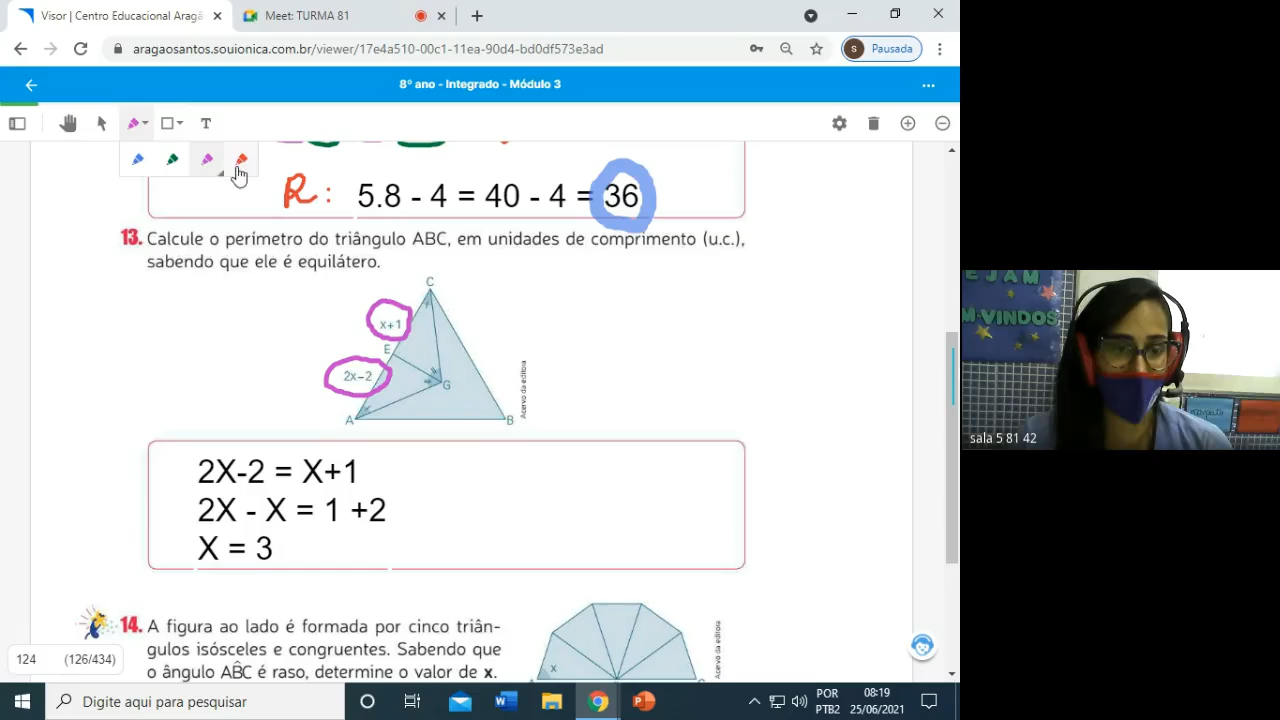 Visor | Centro Educacional Aragã
Meet: TURMA 81
aragaosantos.souionica.com.br/viewer/17e4a510-00c1-11ea-90d4-bd0df573e3ad
S
Pausada
8º ano - Integrado - Módulo 3
T
R: 5.8 - 4 = 40 - 4 = 36
13. Calcule o perímetro do triângulo ABC, em unidades de comprimento (u.c.),
sabendo que ele é equilátero.
C
x+1
E
2x–2
G
A
B
Acervo da editora
2X-2 = X+1
2X - X = 1 +2
X = 3
14. A figura ao lado é formada por cinco triân-
gulos isósceles e congruentes. Sabendo que
o ângulo AB̂C é raso, determine o valor de x.
x
Acervo da editora
124 (126/434)
EJAM
M-VINDOS
sala 5 81 42
Digite aqui para pesquisar
POR
PTB2
08:19
25/06/2021